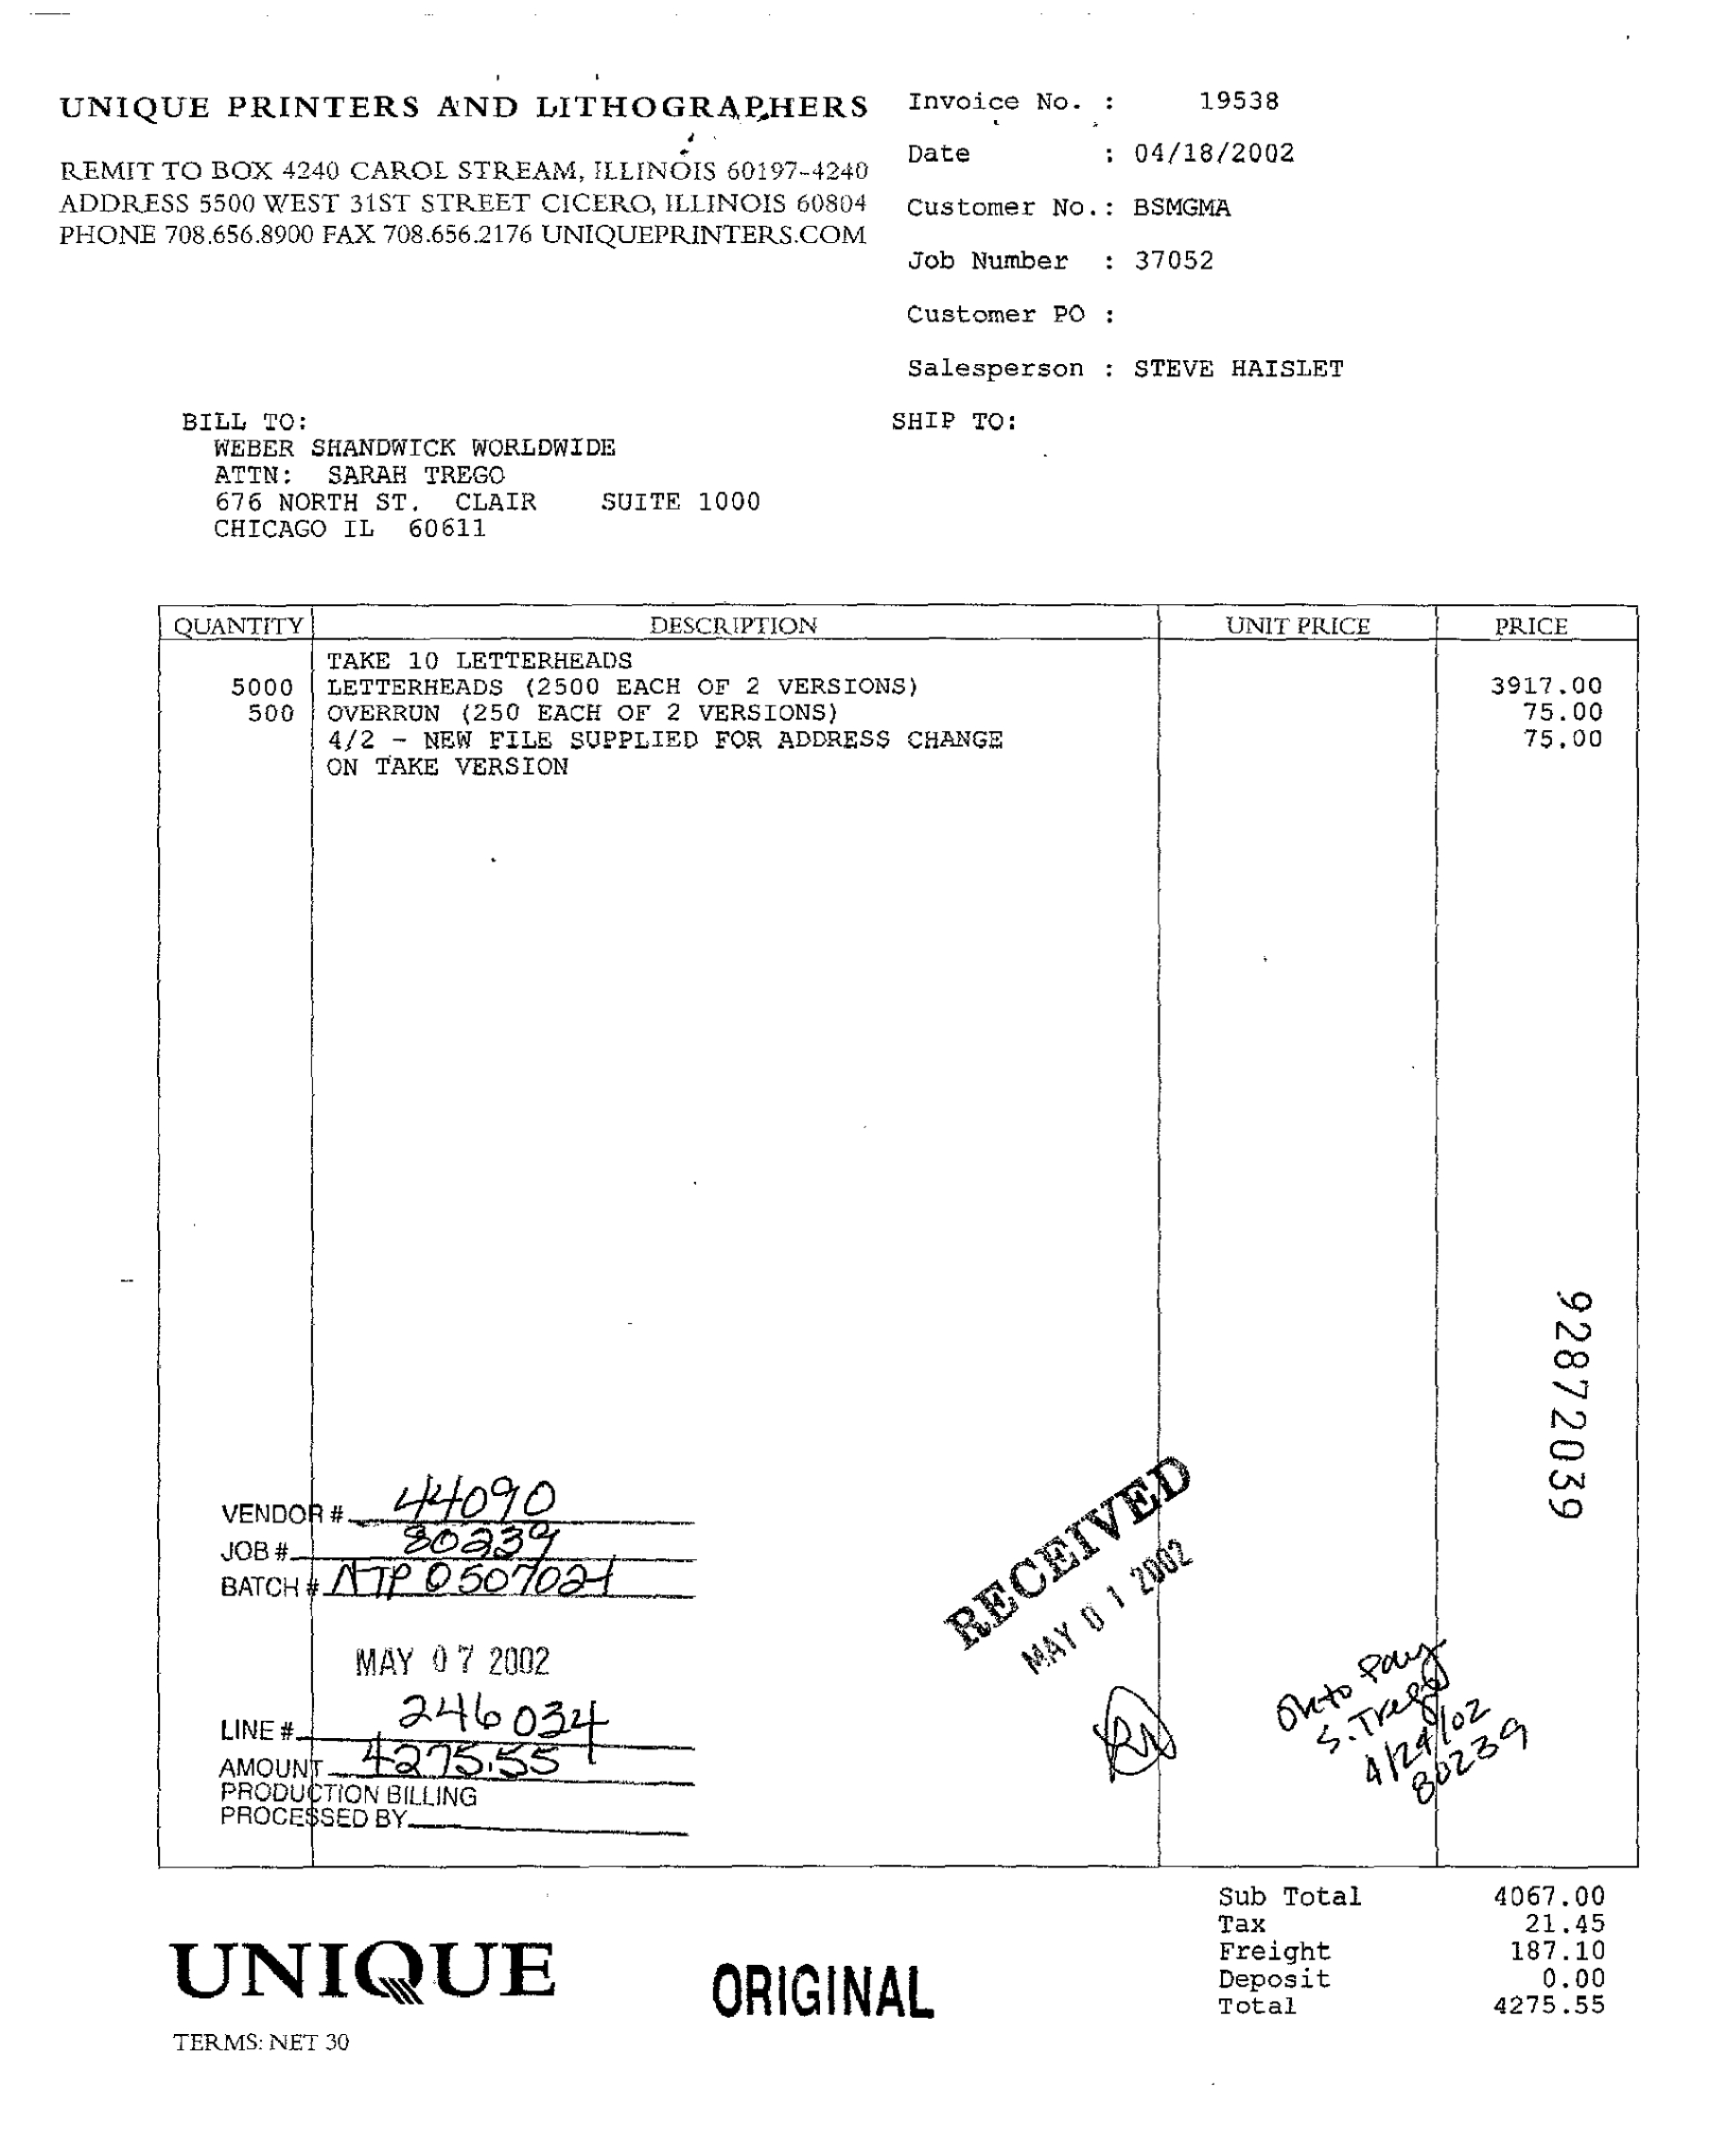 UNIQUE PRINTERS AND LITHOGRAPHERS
REMIT TO BOX 4240 CAROL STREAM, ILLINOIS 60197-4240
ADDRESS 5500 WEST 31ST STREET CICERO, ILLINOIS 60804
PHONE 708.656.8900 FAX 708.656.2176 UNIQUEPRINTERS.COM
Invoice No. : 19538
Date : 04/18/2002
Customer No.: BSMGMA
Job Number : 37052
Customer PO :
Salesperson : STEVE HAISLET
BILL TO:
WEBER SHANDWICK WORLDWIDE
ATTN: SARAH TREGO
676 NORTH ST. CLAIR SUITE 1000
CHICAGO IL 60611
SHIP TO:
QUANTITY DESCRIPTION UNIT PRICE PRICE
TAKE 10 LETTERHEADS
5000 LETTERHEADS (2500 EACH OF 2 VERSIONS) 3917.00
500 OVERRUN (250 EACH OF 2 VERSIONS) 75.00
4/2 - NEW FILE SUPPLIED FOR ADDRESS CHANGE 75.00
ON TAKE VERSION
92872039
VENDOR # 44090
JOB # 80239
BATCH # NTP 0507021
MAY 07 2002
LINE # 246034
AMOUNT 4275.55
PRODUCTION BILLING
PROCESSED BY
RECEIVED
MAY 01 2002
Ok to pay
S. Trego
4/24/02
80239
Sub Total 4067.00
Tax 21.45
Freight 187.10
Deposit 0.00
Total 4275.55
UNIQUE
ORIGINAL
TERMS: NET 30